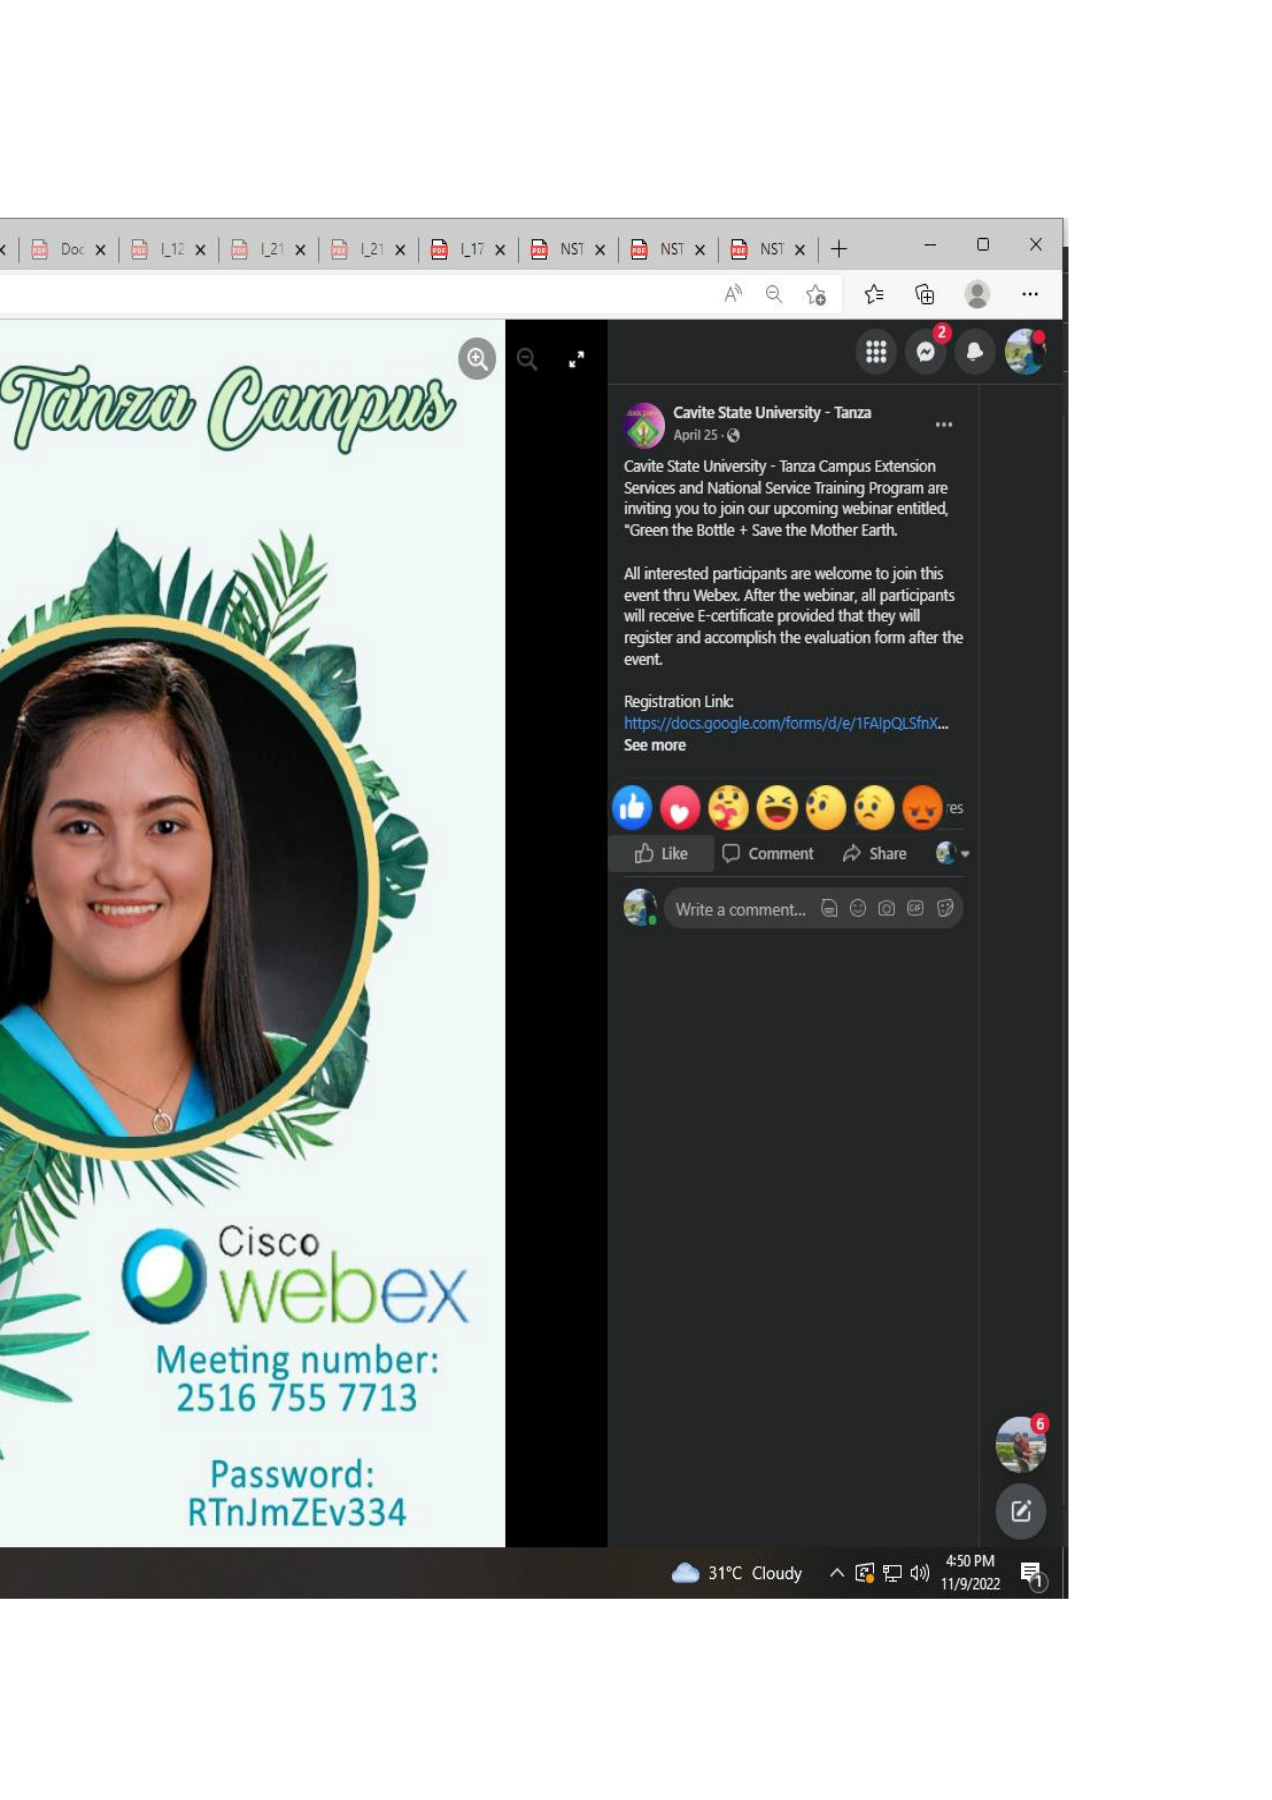 Doc
I_12
I_21
I_21
I_17
NST
NST
NST
Tanza Campus
2
Cavite State University - Tanza
April 25 ·
Cavite State University - Tanza Campus Extension
Services and National Service Training Program are
inviting you to join our upcoming webinar entitled,
"Green the Bottle + Save the Mother Earth.
All interested participants are welcome to join this
event thru Webex. After the webinar, all participants
will receive E-certificate provided that they will
register and accomplish the evaluation form after the
event.
Registration Link:
https://docs.google.com/forms/d/e/1FAIpQLSfnX...
See more
res
Like Comment Share
Write a comment... GIF
Cisco
webex
Meeting number:
2516 755 7713
Password:
RTnJmZEv334
6
31°C Cloudy
4:50 PM
11/9/2022
1